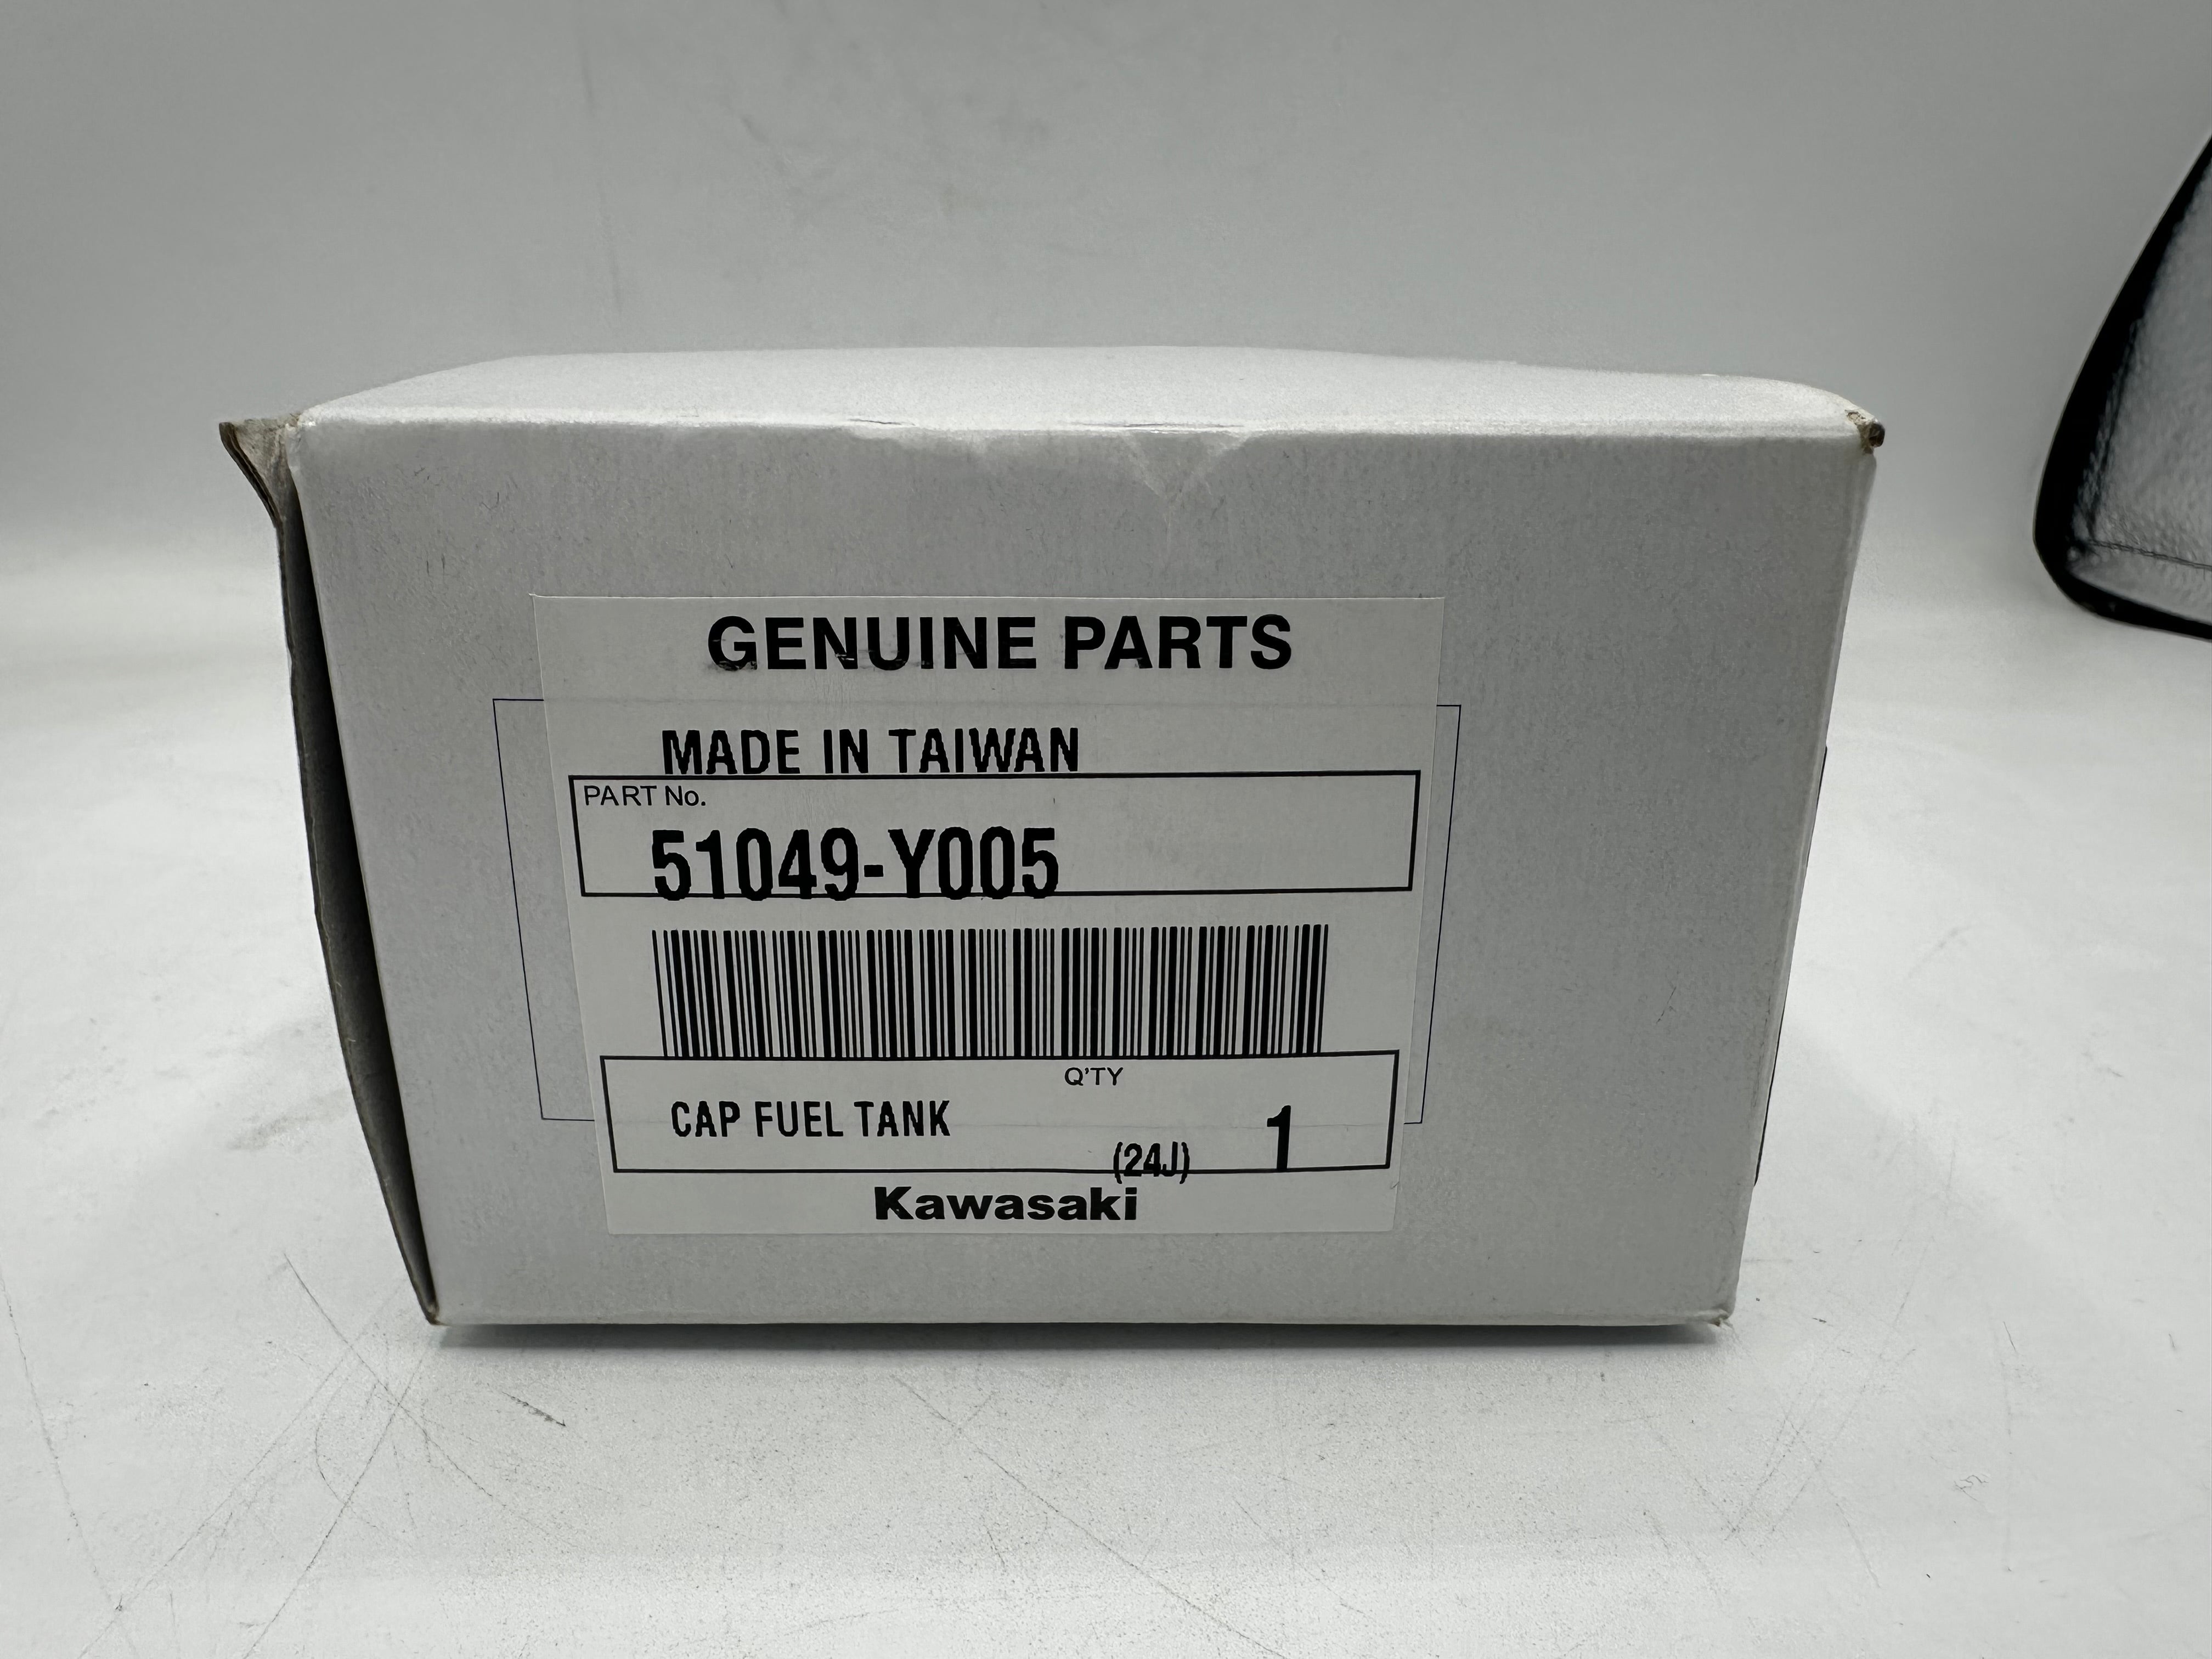 GENUINE PARTS
MADE IN TAIWAN
PART No.
51049-Y005
Q'TY
CAP FUEL TANK
(24J) 1
Kawasaki